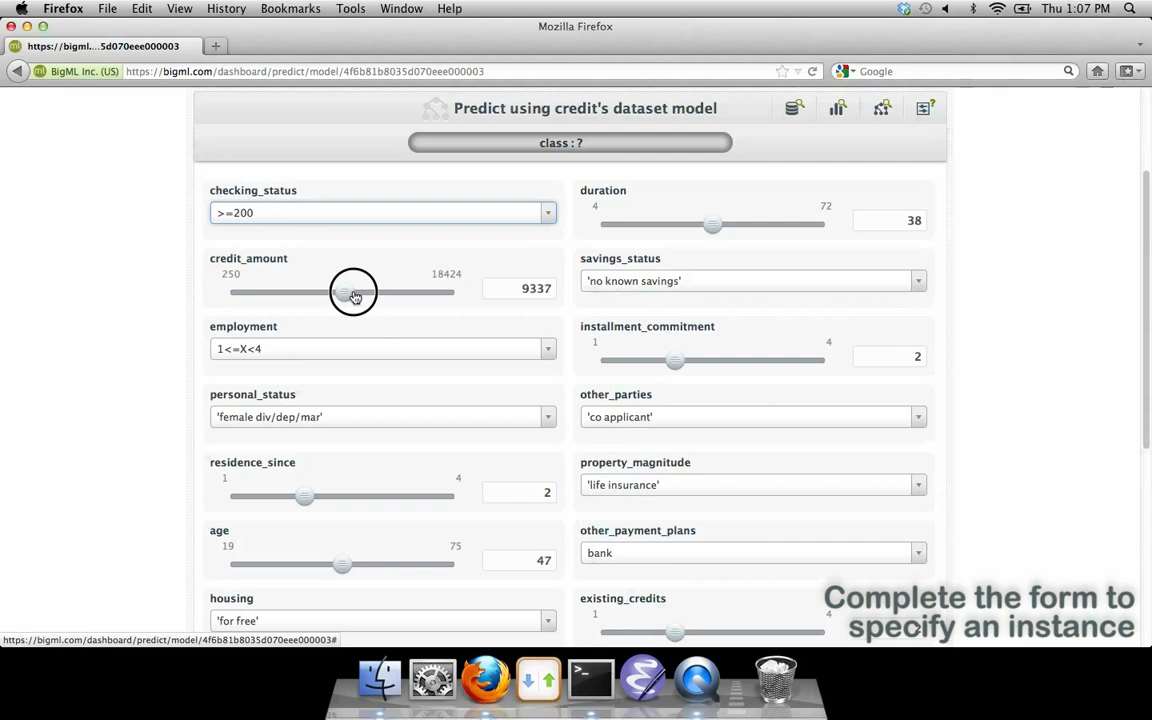 Firefox File Edit View History Bookmarks Tools Window Help Thu 1:07 PM
Mozilla Firefox
https://bigml....5d070eee000003
BigML Inc. (US) https://bigml.com/dashboard/predict/model/4f6b81b8035d070eee000003 Google
Predict using credit's dataset model
class : ?
checking_status duration
>=200 4 72 38
credit_amount savings_status
250 18424 9337 'no known savings'
employment installment_commitment
1<=X<4 1 4 2
personal_status other_parties
'female div/dep/mar' 'co applicant'
residence_since property_magnitude
1 4 2 'life insurance'
age other_payment_plans
19 75 47 bank
housing existing_credits
'for free' 1 4 2
Complete the form to
specify an instance
https://bigml.com/dashboard/predict/model/4f6b81b8035d070eee000003#